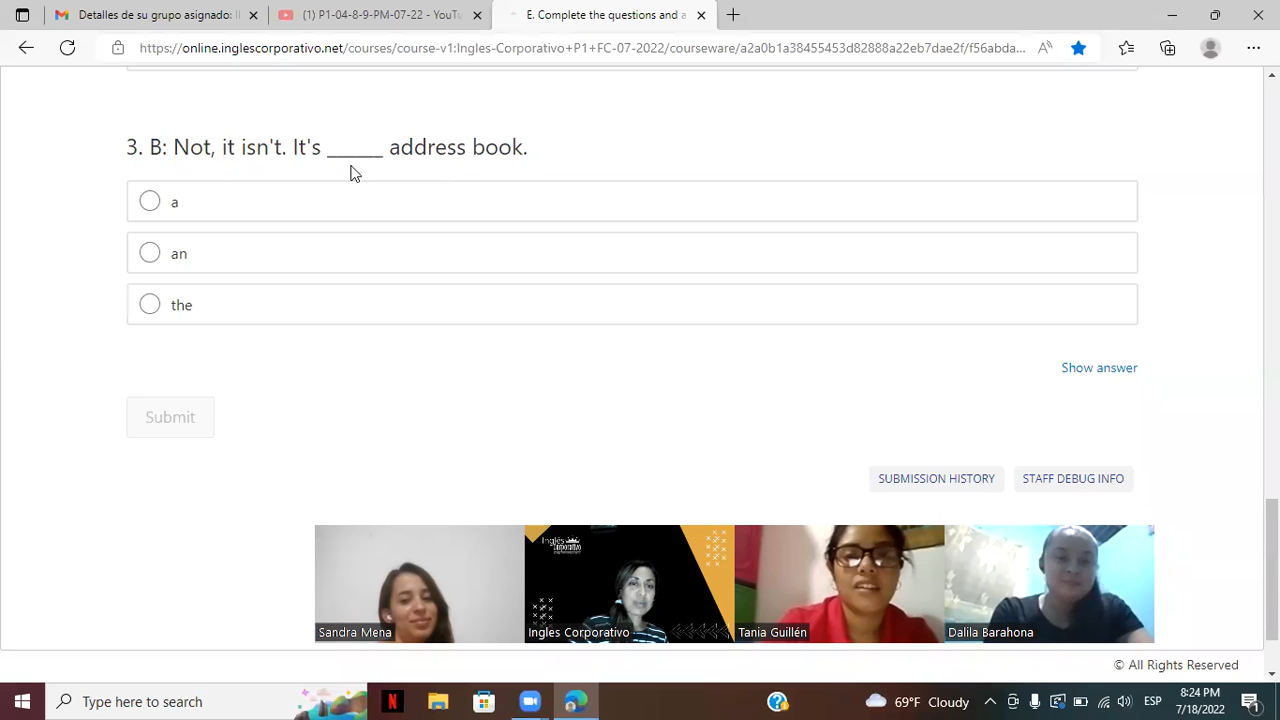 Detalles de su grupo asignado: li
(1) P1-04-8-9-PM-07-22 - YouTu
E. Complete the questions and a
https://online.inglescorporativo.net/courses/course-v1:Ingles-Corporativo+P1+FC-07-2022/courseware/a2a0b1a38455453d82888a22eb7dae2f/f56abda...
3. B: Not, it isn't. It's _____ address book.
a
an
the
Show answer
Submit
SUBMISSION HISTORY
STAFF DEBUG INFO
Inglés
Corporativo
Sandra Mena
Ingles Corporativo
Tania Guillén
Dalila Barahona
© All Rights Reserved
Type here to search
69°F Cloudy
ESP
8:24 PM
7/18/2022